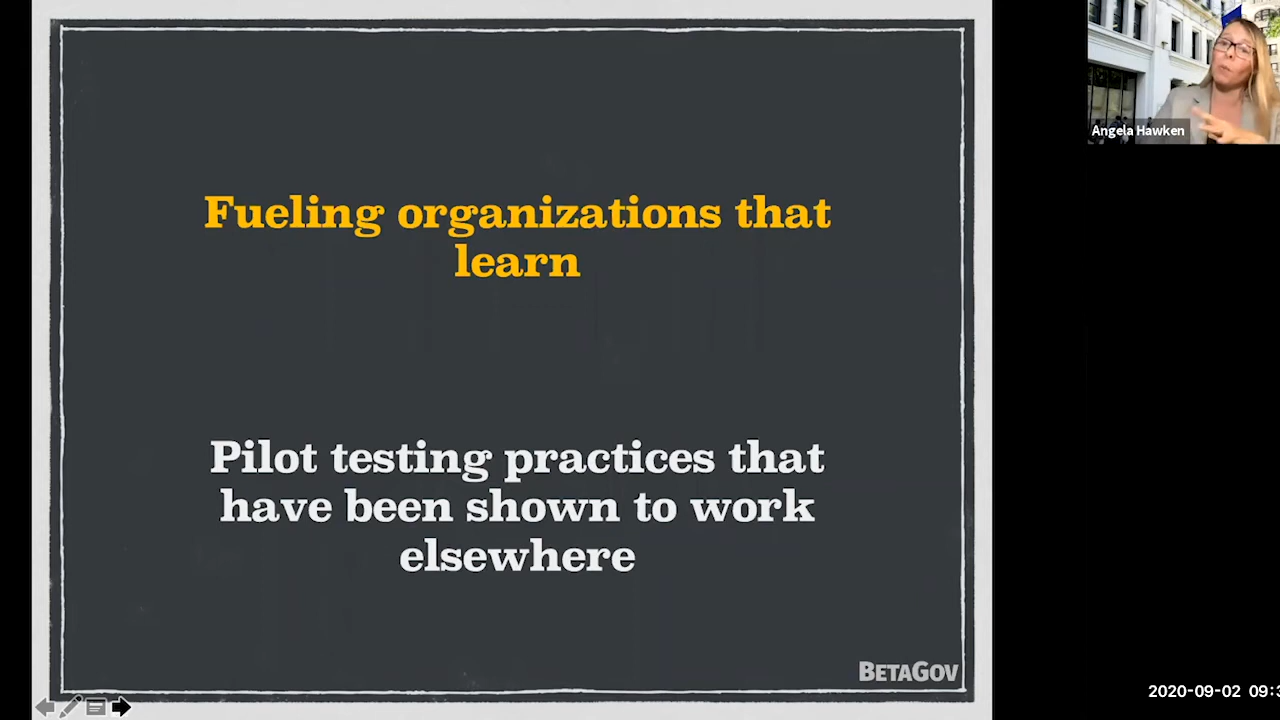 Fueling organizations that
learn
Pilot testing practices that
have been shown to work
elsewhere
BETAGOV
Angela Hawken
2020-09-02 09:3